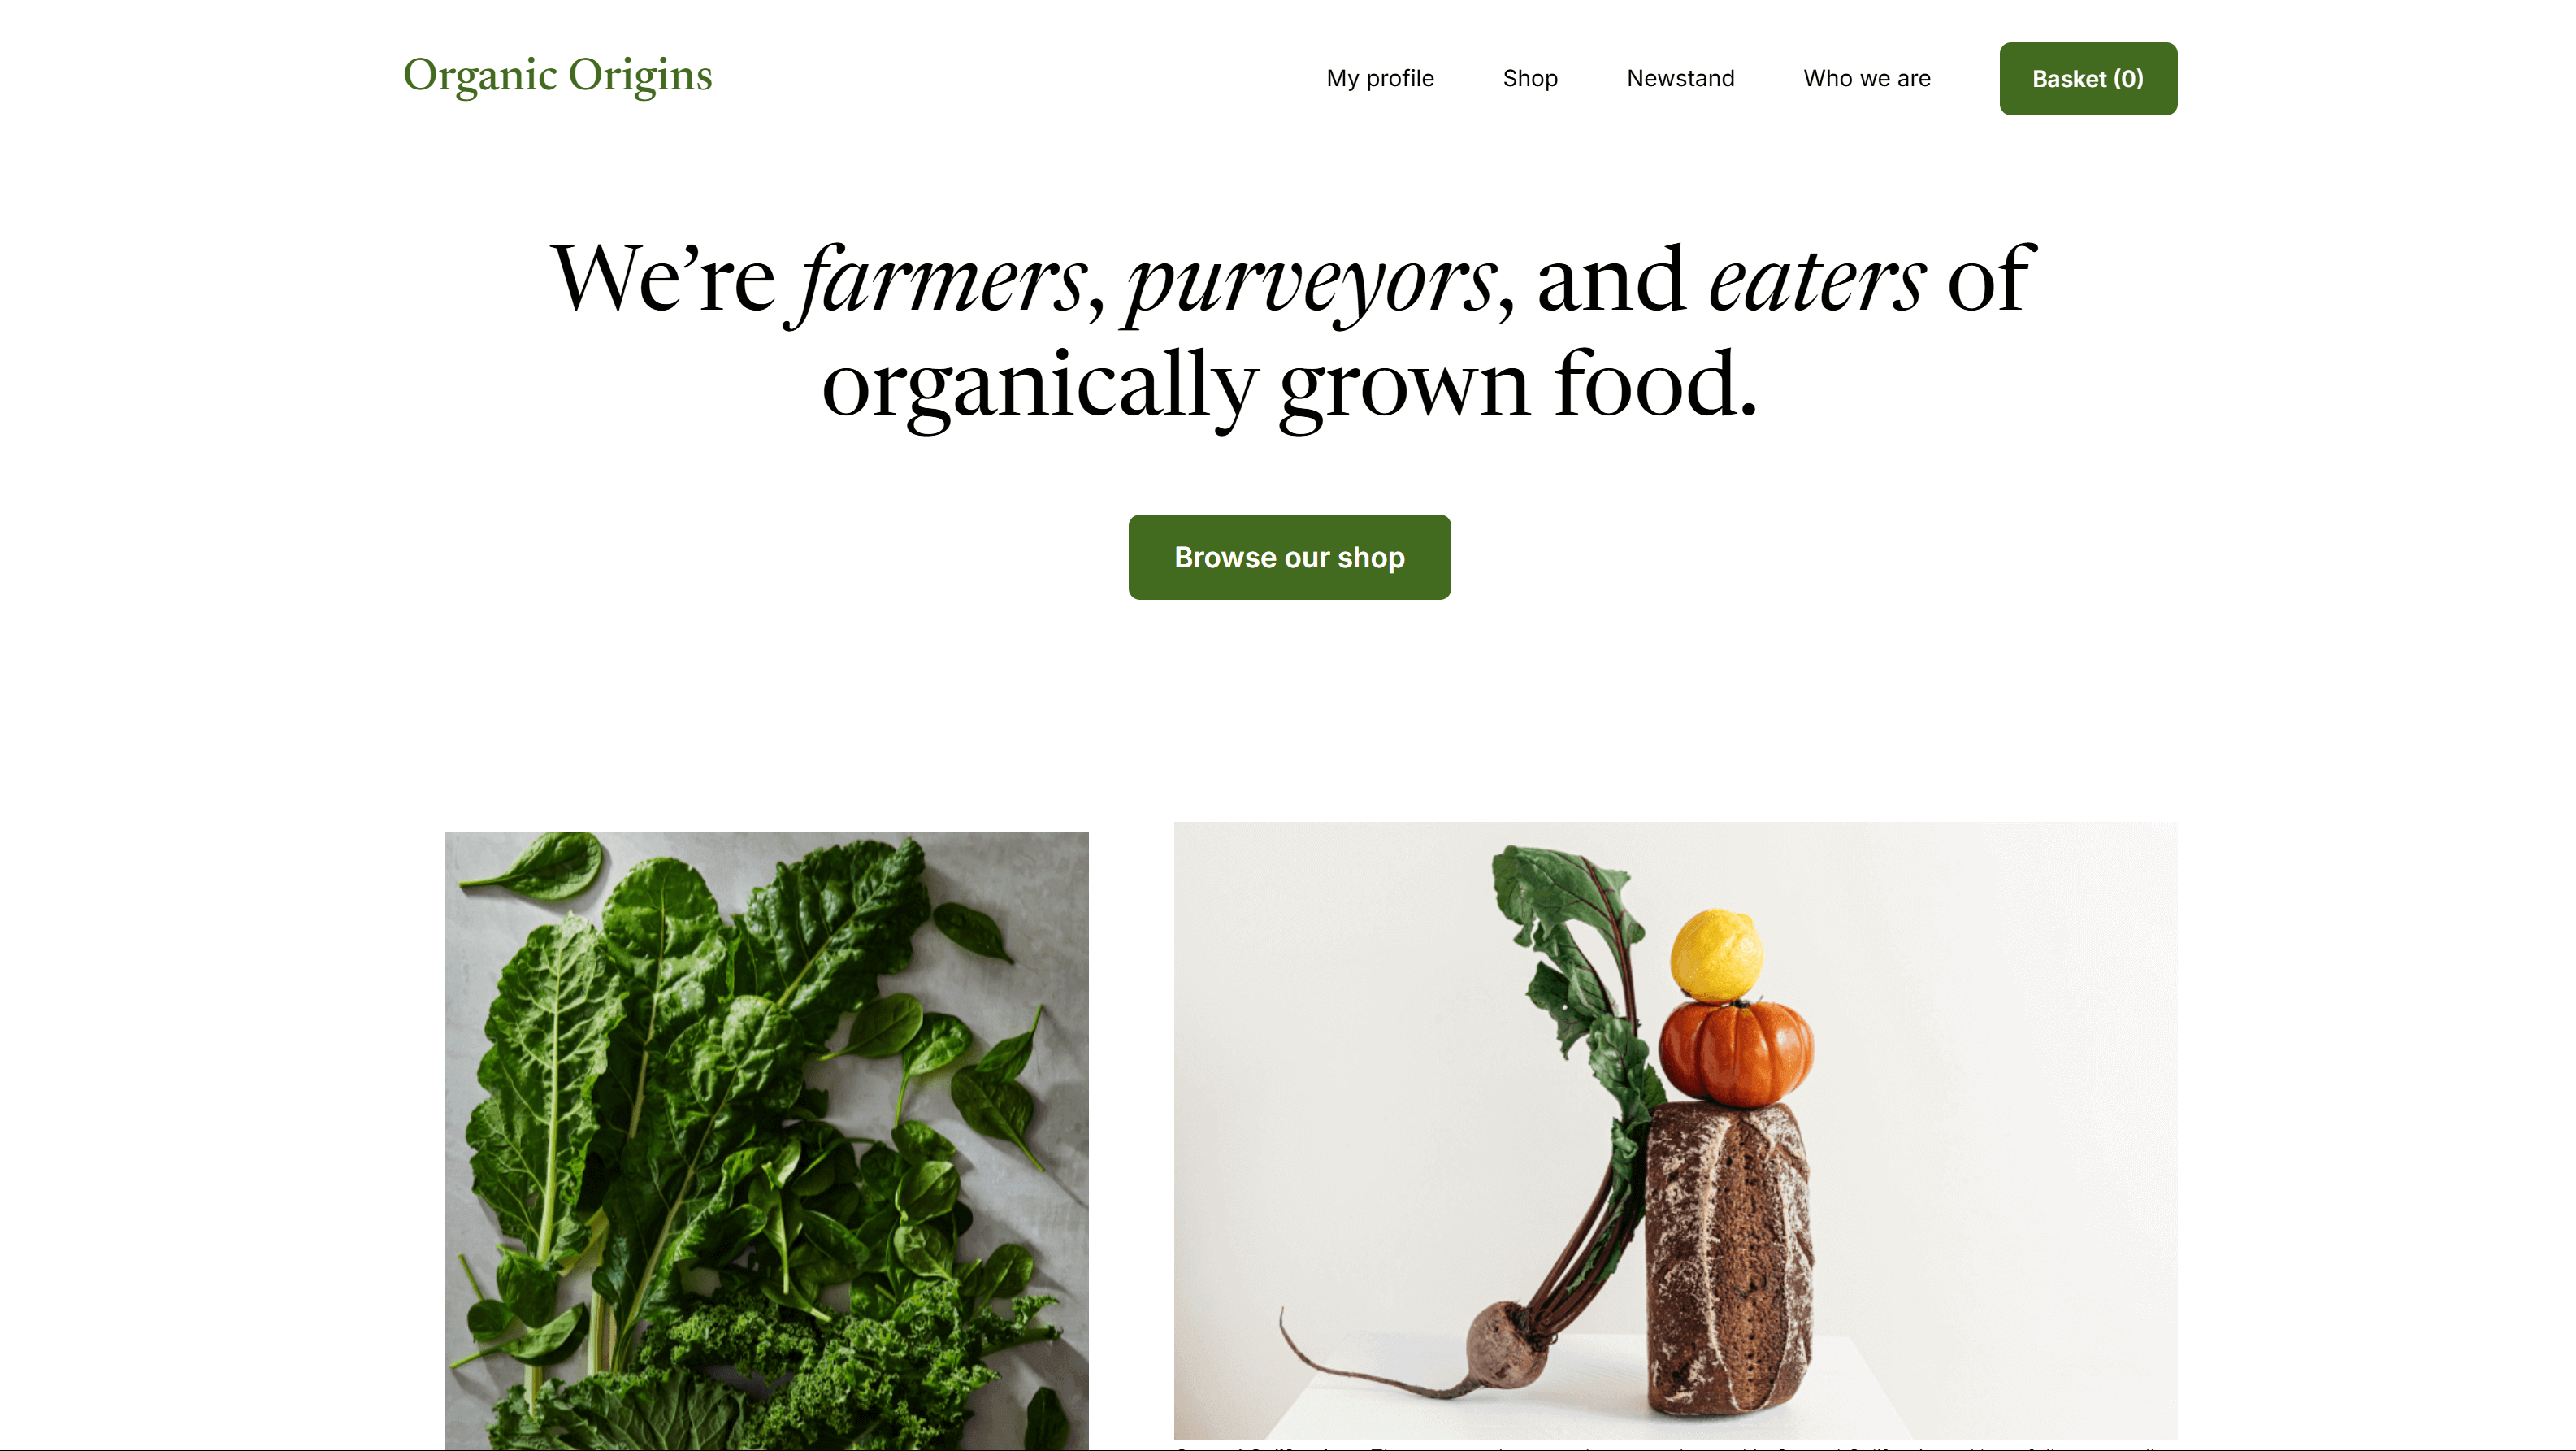 Organic Origins
My profile
Shop
Newstand
Who we are
Basket (0)
We’re farmers, purveyors, and eaters of
organically grown food.
Browse our shop